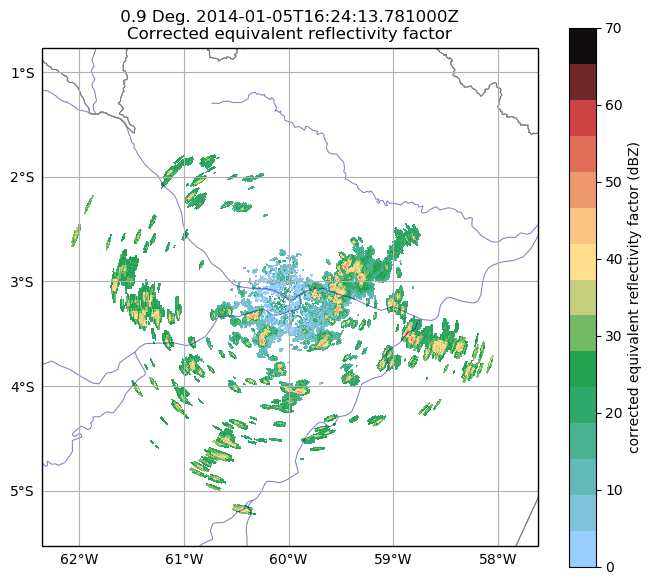 0.9 Deg. 2014-01-05T16:24:13.781000Z
Corrected equivalent reflectivity factor
1°S
2°S
3°S
4°S
5°S
62°W 61°W 60°W 59°W 58°W
70
60
50
40
30
20
10
0
corrected equivalent reflectivity factor (dBZ)